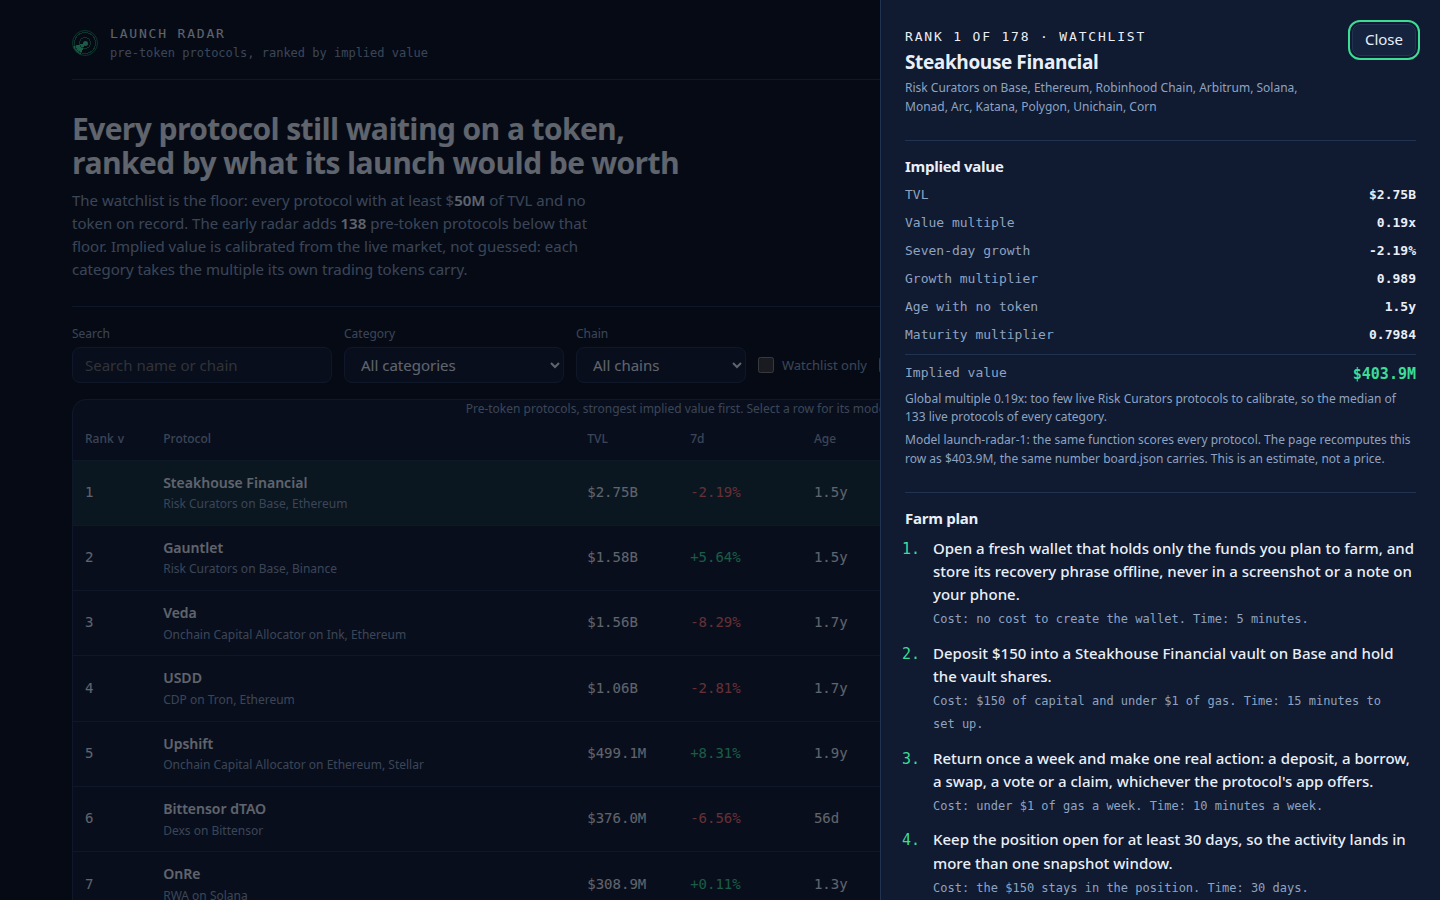 LAUNCH RADAR
pre-token protocols, ranked by implied value
Every protocol still waiting on a token,
ranked by what its launch would be worth
The watchlist is the floor: every protocol with at least $50M of TVL and no
token on record. The early radar adds 138 pre-token protocols below that
floor. Implied value is calibrated from the live market, not guessed: each
category takes the multiple its own trading tokens carry.
Search
Category
Chain
Search name or chain
All categories
All chains
Watchlist only
Pre-token protocols, strongest implied value first. Select a row for its mod
Rank v Protocol TVL 7d Age
1 Steakhouse Financial $2.75B -2.19% 1.5y
Risk Curators on Base, Ethereum
2 Gauntlet $1.58B +5.64% 1.5y
Risk Curators on Base, Binance
3 Veda $1.56B -8.29% 1.7y
Onchain Capital Allocator on Ink, Ethereum
4 USDD $1.06B -2.81% 1.7y
CDP on Tron, Ethereum
5 Upshift $499.1M +8.31% 1.9y
Onchain Capital Allocator on Ethereum, Stellar
6 Bittensor dTAO $376.0M -6.56% 56d
Dexs on Bittensor
7 OnRe $308.9M +0.11% 1.3y
RWA on Solana
RANK 1 OF 178 · WATCHLIST
Close
Steakhouse Financial
Risk Curators on Base, Ethereum, Robinhood Chain, Arbitrum, Solana,
Monad, Arc, Katana, Polygon, Unichain, Corn
Implied value
TVL $2.75B
Value multiple 0.19x
Seven-day growth -2.19%
Growth multiplier 0.989
Age with no token 1.5y
Maturity multiplier 0.7984
Implied value $403.9M
Global multiple 0.19x: too few live Risk Curators protocols to calibrate, so the median of
133 live protocols of every category.
Model launch-radar-1: the same function scores every protocol. The page recomputes this
row as $403.9M, the same number board.json carries. This is an estimate, not a price.
Farm plan
1. Open a fresh wallet that holds only the funds you plan to farm, and
store its recovery phrase offline, never in a screenshot or a note on
your phone.
Cost: no cost to create the wallet. Time: 5 minutes.
2. Deposit $150 into a Steakhouse Financial vault on Base and hold
the vault shares.
Cost: $150 of capital and under $1 of gas. Time: 15 minutes to
set up.
3. Return once a week and make one real action: a deposit, a borrow,
a swap, a vote or a claim, whichever the protocol's app offers.
Cost: under $1 of gas a week. Time: 10 minutes a week.
4. Keep the position open for at least 30 days, so the activity lands in
more than one snapshot window.
Cost: the $150 stays in the position. Time: 30 days.